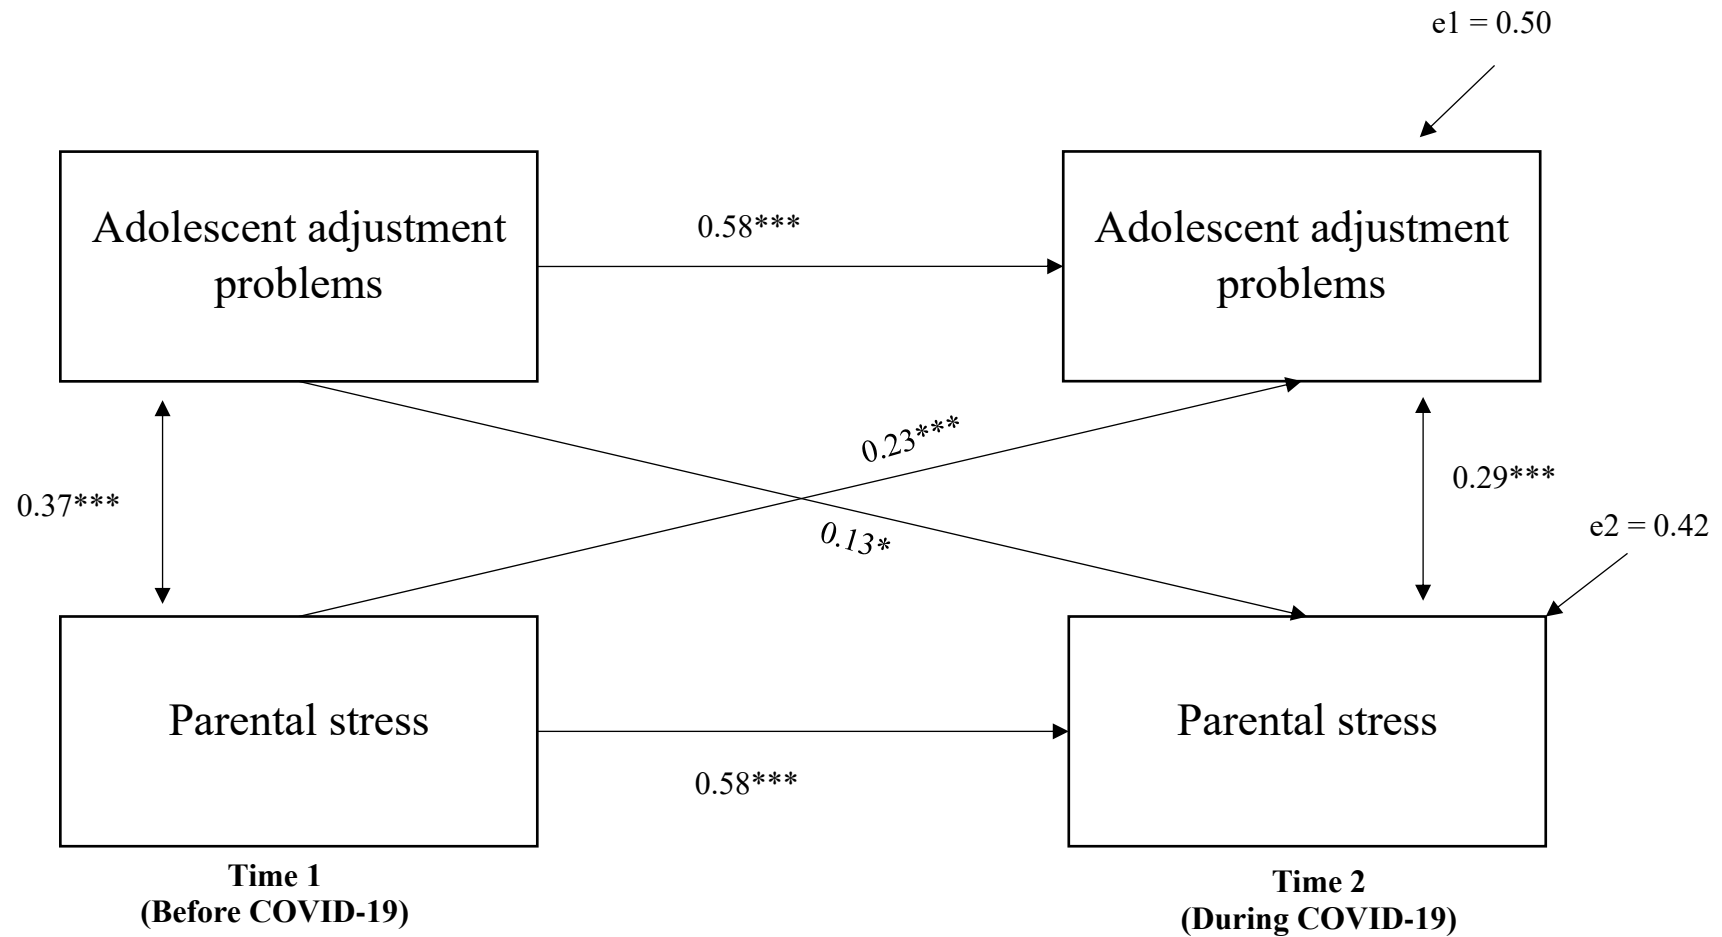 e1 = 0.50
Adolescent adjustment
problems
0.58***
Adolescent adjustment
problems
0.37***
0.23***
0.13*
0.29***
e2 = 0.42
Parental stress
0.58***
Parental stress
Time 1
(Before COVID-19)
Time 2
(During COVID-19)